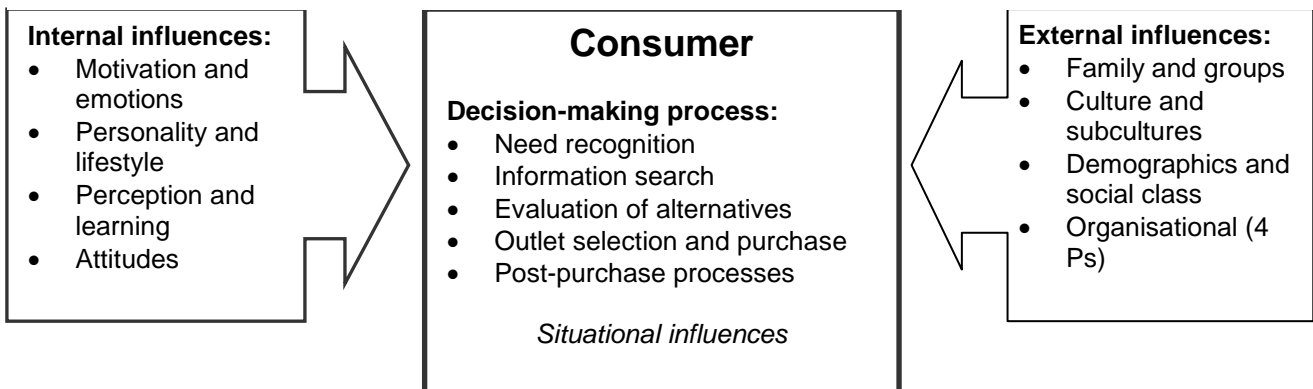 Internal influences:
• Motivation and
emotions
• Personality and
lifestyle
• Perception and
learning
• Attitudes
Consumer
Decision-making process:
• Need recognition
• Information search
• Evaluation of alternatives
• Outlet selection and purchase
• Post-purchase processes
Situational influences
External influences:
• Family and groups
• Culture and
subcultures
• Demographics and
social class
• Organisational (4
Ps)